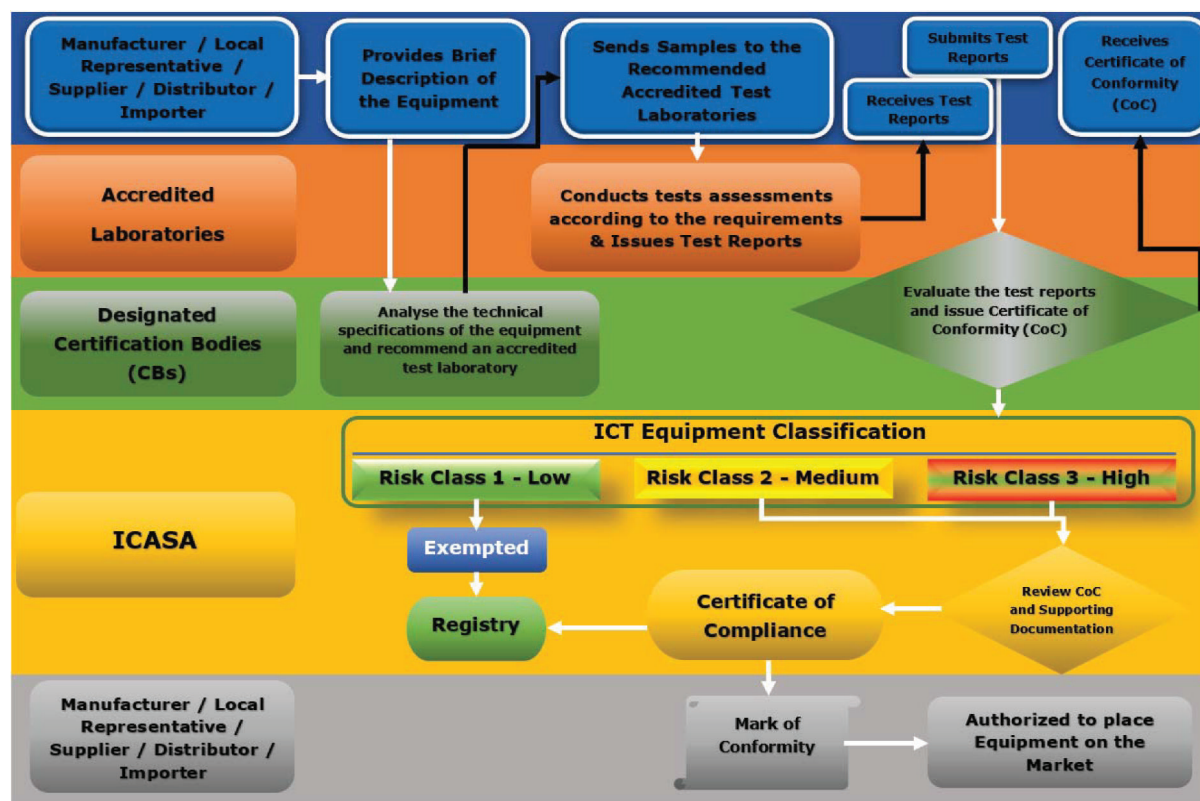 Manufacturer / Local
Representative /
Supplier / Distributor /
Importer
Provides Brief
Description of
the Equipment
Sends Samples to the
Recommended
Accredited Test
Laboratories
Submits Test
Reports
Receives Test
Reports
Receives
Certificate of
Conformity
(CoC)
Accredited
Laboratories
Conducts tests assessments
according to the requirements
& Issues Test Reports
Designated
Certification Bodies
(CBs)
Analyse the technical
specifications of the equipment
and recommend an accredited
test laboratory
Evaluate the test reports
and issue Certificate of
Conformity (CoC)
ICT Equipment Classification
Risk Class 1 - Low
Risk Class 2 - Medium
Risk Class 3 - High
ICASA
Exempted
Registry
Certificate of
Compliance
Review CoC
and Supporting
Documentation
Manufacturer / Local
Representative /
Supplier / Distributor /
Importer
Mark of
Conformity
Authorized to place
Equipment on the
Market